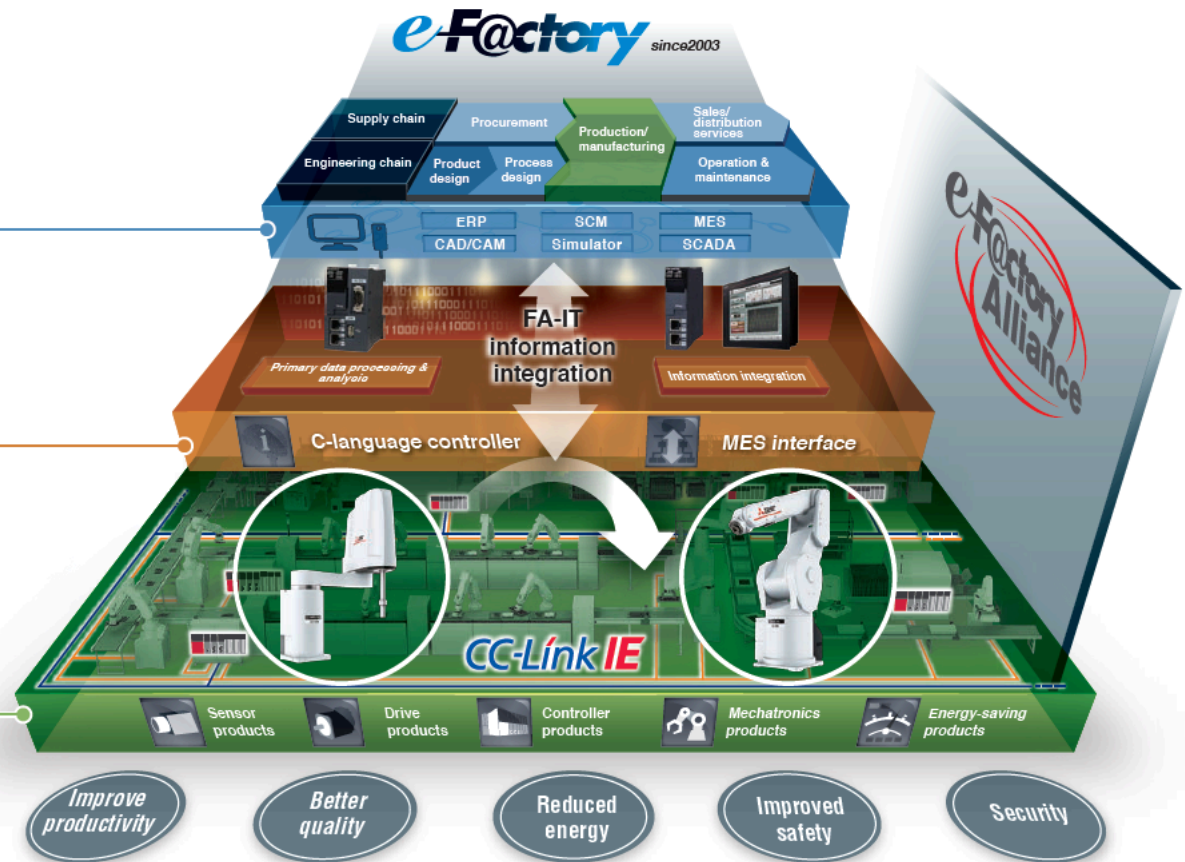 e-F@ctory since2003
Supply chain
Procurement
Production/
manufacturing
Sales/
distribution
services
Engineering chain
Product
design
Process
design
Operation &
maintenance
ERP
SCM
MES
CAD/CAM
Simulator
SCADA
FA-IT
information
integration
Primary data processing &
analysis
Information integration
C-language controller
MES interface
e-F@ctory
Alliance
CC-Link IE
Sensor
products
Drive
products
Controller
products
Mechatronics
products
Energy-saving
products
Improve
productivity
Better
quality
Reduced
energy
Improved
safety
Security